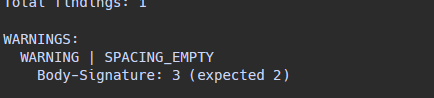 Total findings: 1
WARNINGS:
WARNING | SPACING_EMPTY
Body-Signature: 3 (expected 2)